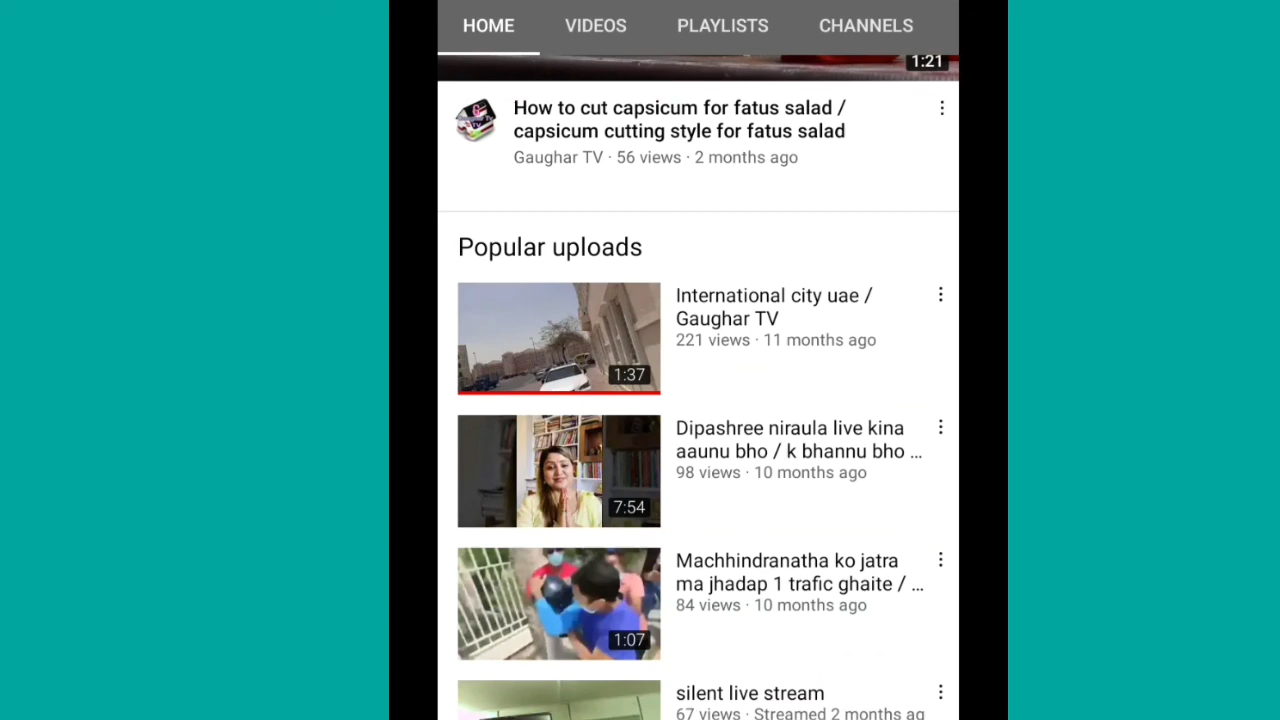 HOME VIDEOS PLAYLISTS CHANNELS
1:21
How to cut capsicum for fatus salad /
capsicum cutting style for fatus salad
Gaughar TV · 56 views · 2 months ago
Popular uploads
International city uae /
Gaughar TV
221 views · 11 months ago
1:37
Dipashree niraula live kina
aaunu bho / k bhannu bho ...
98 views · 10 months ago
7:54
Machhindranatha ko jatra
ma jhadap 1 trafic ghaite / ...
84 views · 10 months ago
1:07
silent live stream
67 views · Streamed 2 months ag